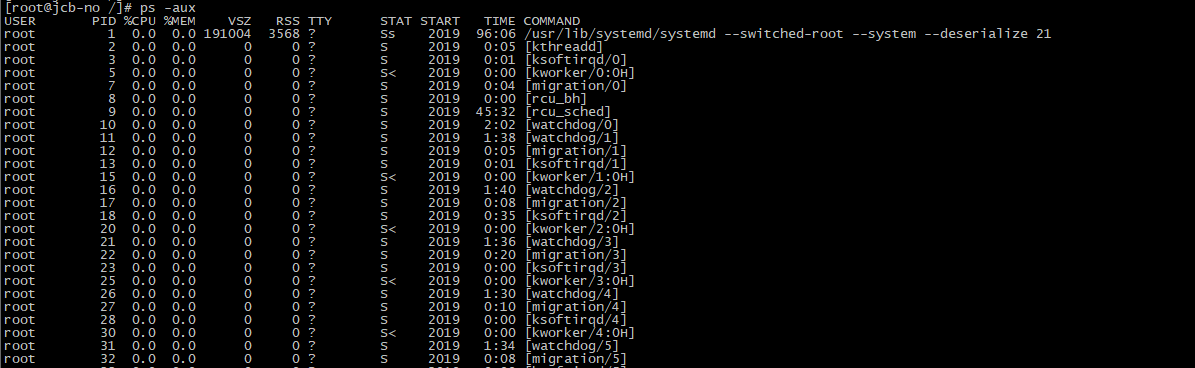 [root@jcb-no /]# ps -aux
USER PID %CPU %MEM VSZ RSS TTY STAT START TIME COMMAND
root 1 0.0 0.0 191004 3568 ? Ss 2019 96:06 /usr/lib/systemd/systemd --switched-root --system --deserialize 21
root 2 0.0 0.0 0 0 ? S 2019 0:05 [kthreadd]
root 3 0.0 0.0 0 0 ? S 2019 0:01 [ksoftirqd/0]
root 5 0.0 0.0 0 0 ? S< 2019 0:00 [kworker/0:0H]
root 7 0.0 0.0 0 0 ? S 2019 0:04 [migration/0]
root 8 0.0 0.0 0 0 ? S 2019 0:00 [rcu_bh]
root 9 0.0 0.0 0 0 ? S 2019 45:32 [rcu_sched]
root 10 0.0 0.0 0 0 ? S 2019 2:02 [watchdog/0]
root 11 0.0 0.0 0 0 ? S 2019 1:38 [watchdog/1]
root 12 0.0 0.0 0 0 ? S 2019 0:05 [migration/1]
root 13 0.0 0.0 0 0 ? S 2019 0:01 [ksoftirqd/1]
root 15 0.0 0.0 0 0 ? S< 2019 0:00 [kworker/1:0H]
root 16 0.0 0.0 0 0 ? S 2019 1:40 [watchdog/2]
root 17 0.0 0.0 0 0 ? S 2019 0:08 [migration/2]
root 18 0.0 0.0 0 0 ? S 2019 0:35 [ksoftirqd/2]
root 20 0.0 0.0 0 0 ? S< 2019 0:00 [kworker/2:0H]
root 21 0.0 0.0 0 0 ? S 2019 1:36 [watchdog/3]
root 22 0.0 0.0 0 0 ? S 2019 0:20 [migration/3]
root 23 0.0 0.0 0 0 ? S 2019 0:00 [ksoftirqd/3]
root 25 0.0 0.0 0 0 ? S< 2019 0:00 [kworker/3:0H]
root 26 0.0 0.0 0 0 ? S 2019 1:30 [watchdog/4]
root 27 0.0 0.0 0 0 ? S 2019 0:10 [migration/4]
root 28 0.0 0.0 0 0 ? S 2019 0:00 [ksoftirqd/4]
root 30 0.0 0.0 0 0 ? S< 2019 0:00 [kworker/4:0H]
root 31 0.0 0.0 0 0 ? S 2019 1:34 [watchdog/5]
root 32 0.0 0.0 0 0 ? S 2019 0:08 [migration/5]